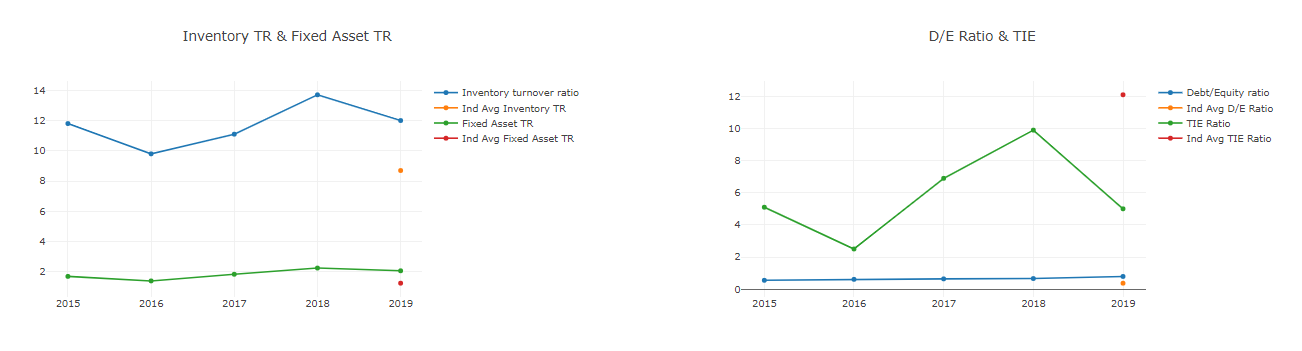 Inventory TR & Fixed Asset TR
14
12
10
8
6
4
2
2015 2016 2017 2018 2019
Inventory turnover ratio
Ind Avg Inventory TR
Fixed Asset TR
Ind Avg Fixed Asset TR
D/E Ratio & TIE
12
10
8
6
4
2
0
2015 2016 2017 2018 2019
Debt/Equity ratio
Ind Avg D/E Ratio
TIE Ratio
Ind Avg TIE Ratio